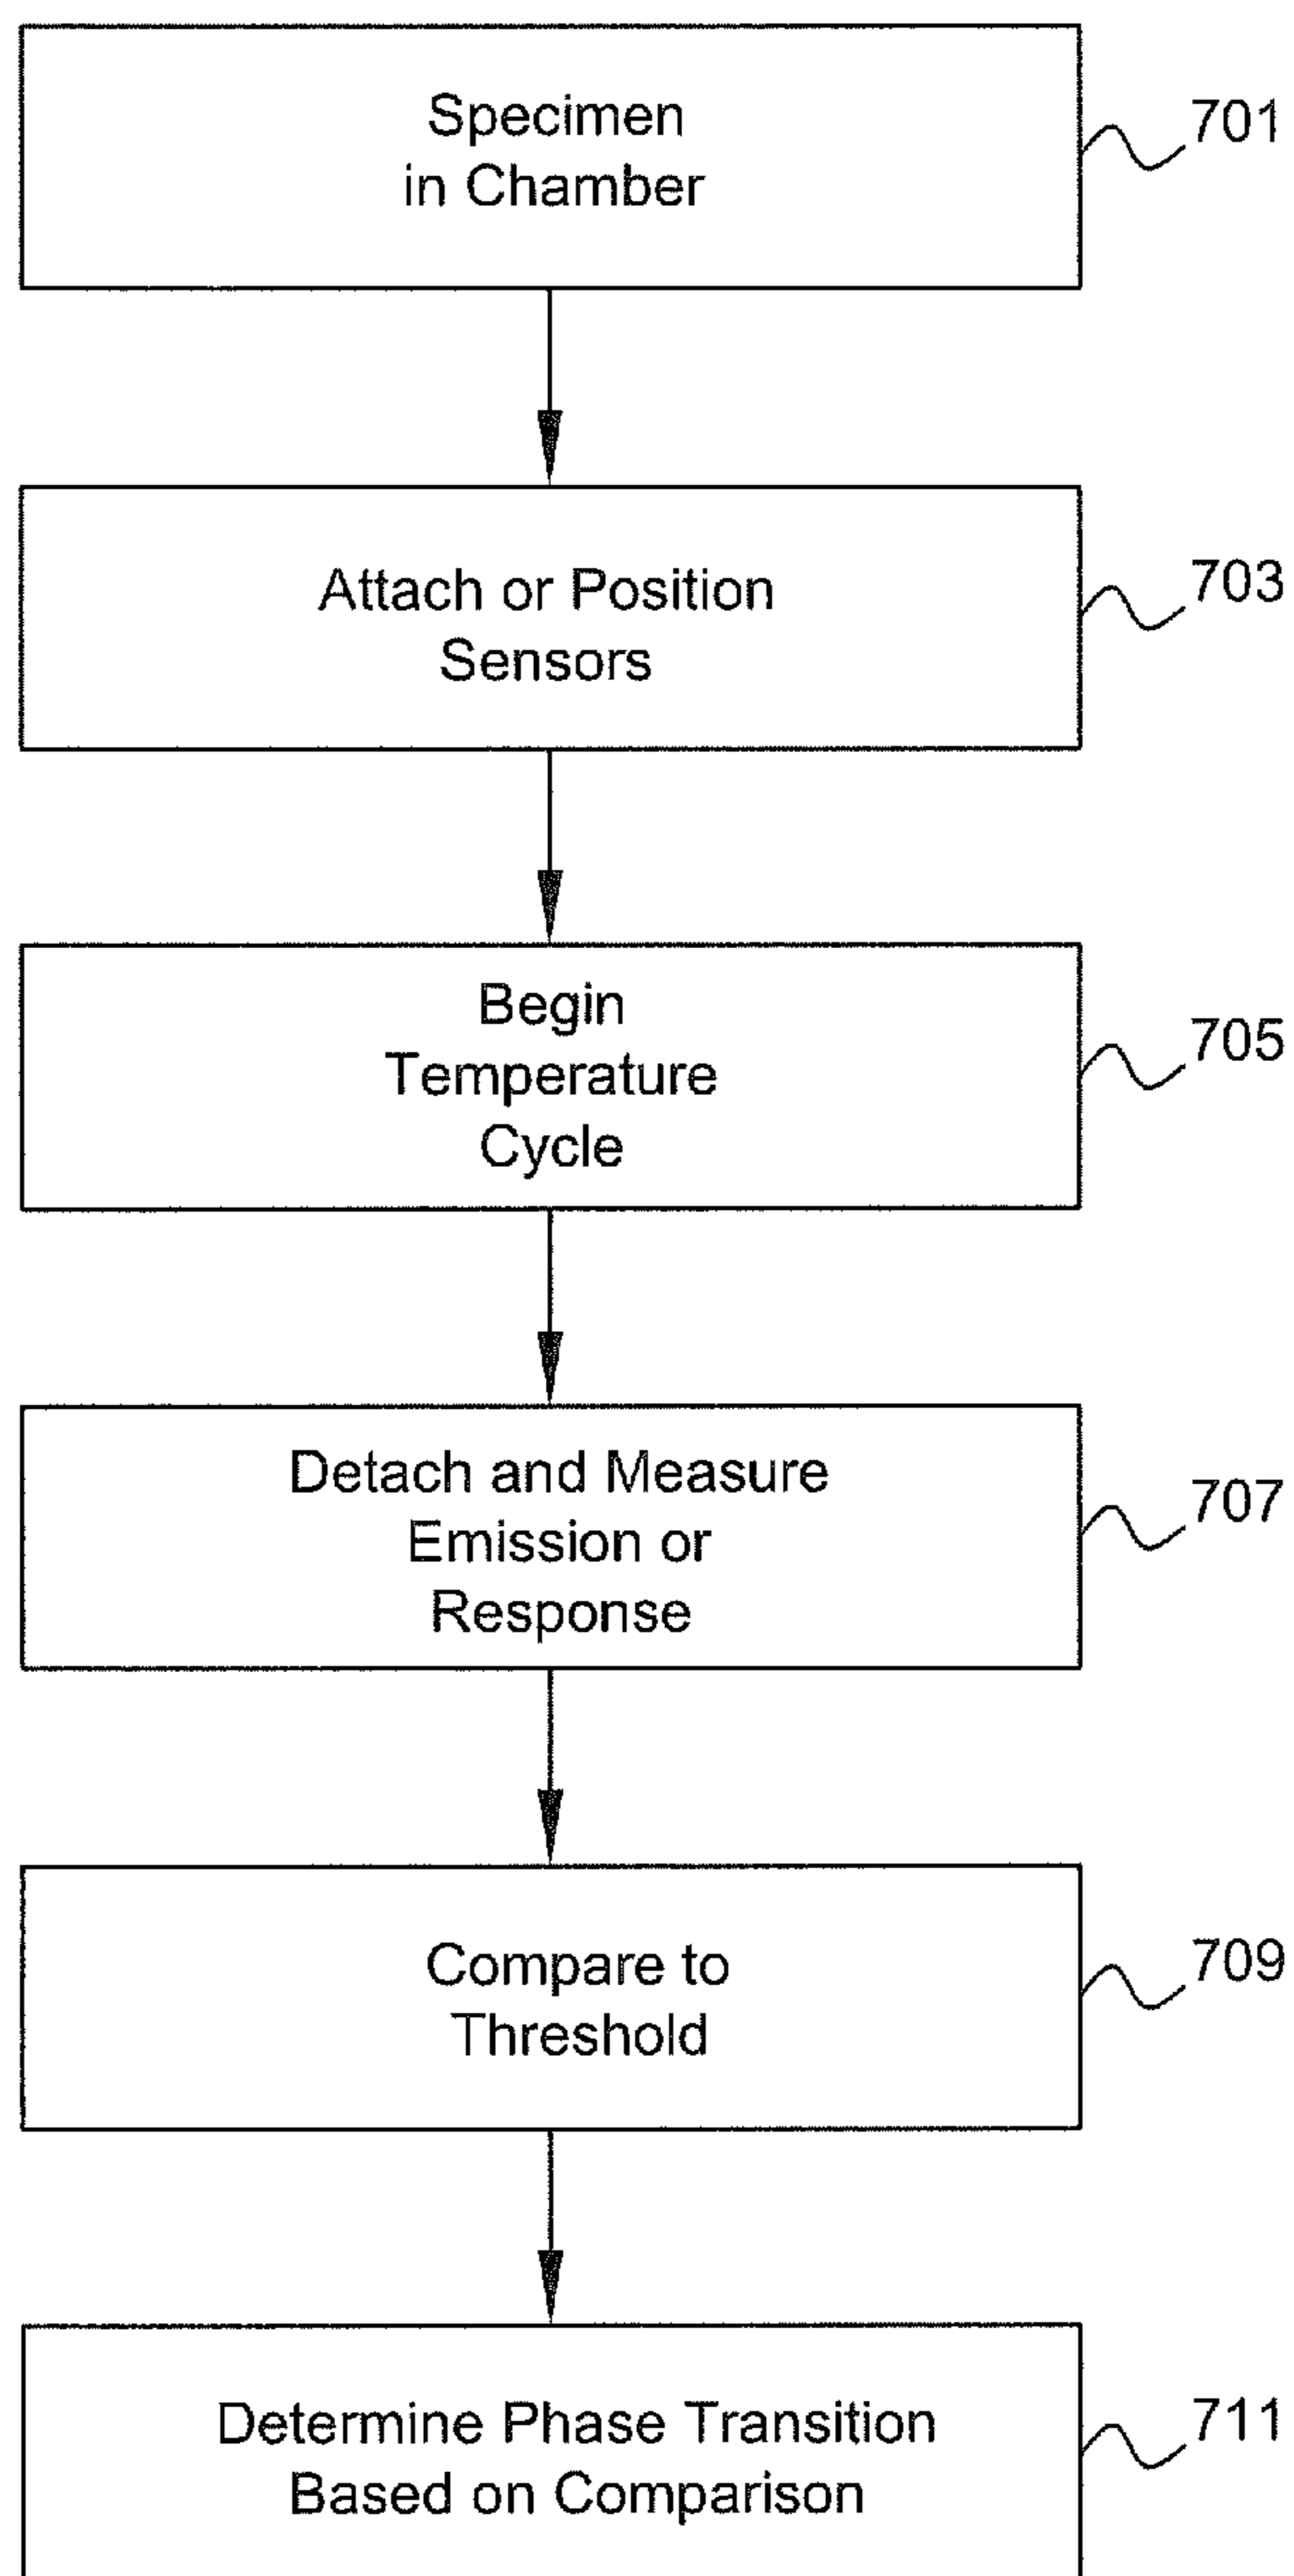 Specimen
in Chamber
701
Attach or Position
Sensors
703
Begin
Temperature
Cycle
705
Detach and Measure
Emission or
Response
707
Compare to
Threshold
709
Determine Phase Transition
Based on Comparison
711